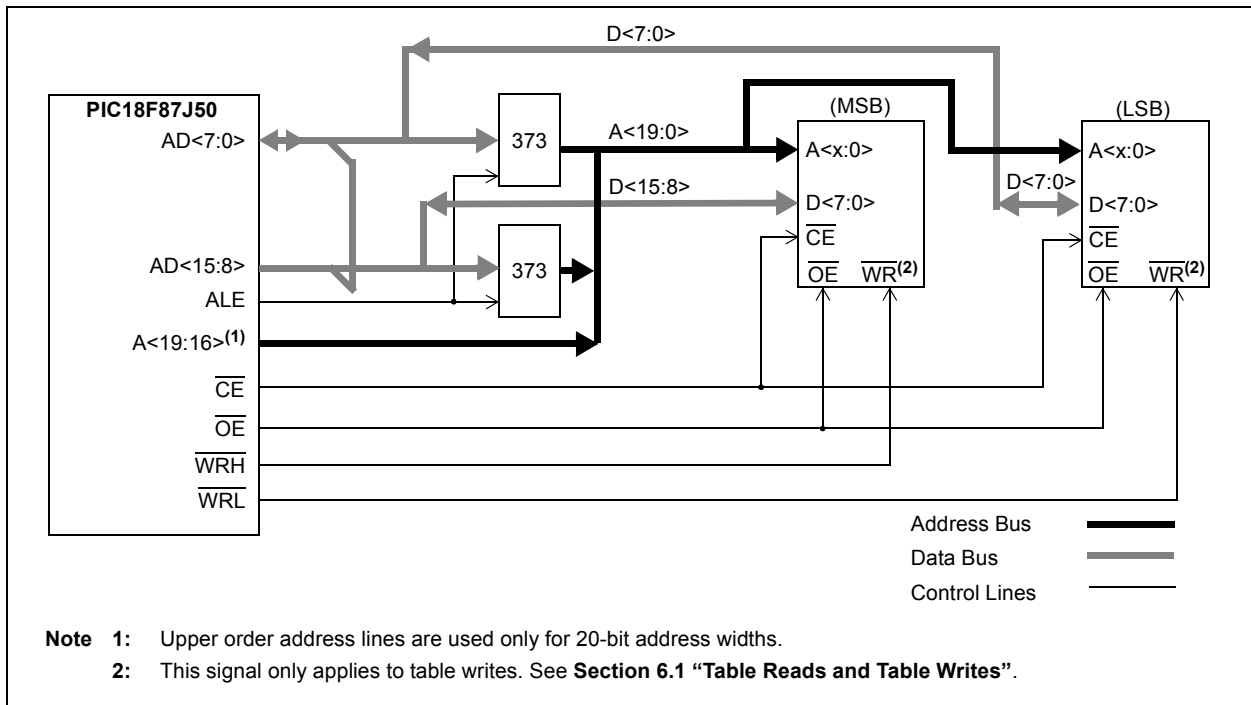 D<7:0>
PIC18F87J50
AD<7:0>
373
A<19:0>
(MSB)
A<x:0>
(LSB)
A<x:0>
D<7:0>
D<15:8>
D<7:0>
D<7:0>
CE
CE
AD<15:8>
373
OE WR(2)
OE WR(2)
ALE
A<19:16>(1)
CE
OE
WRH
WRL
Address Bus
Data Bus
Control Lines
Note 1: Upper order address lines are used only for 20-bit address widths.
2: This signal only applies to table writes. See Section 6.1 “Table Reads and Table Writes”.